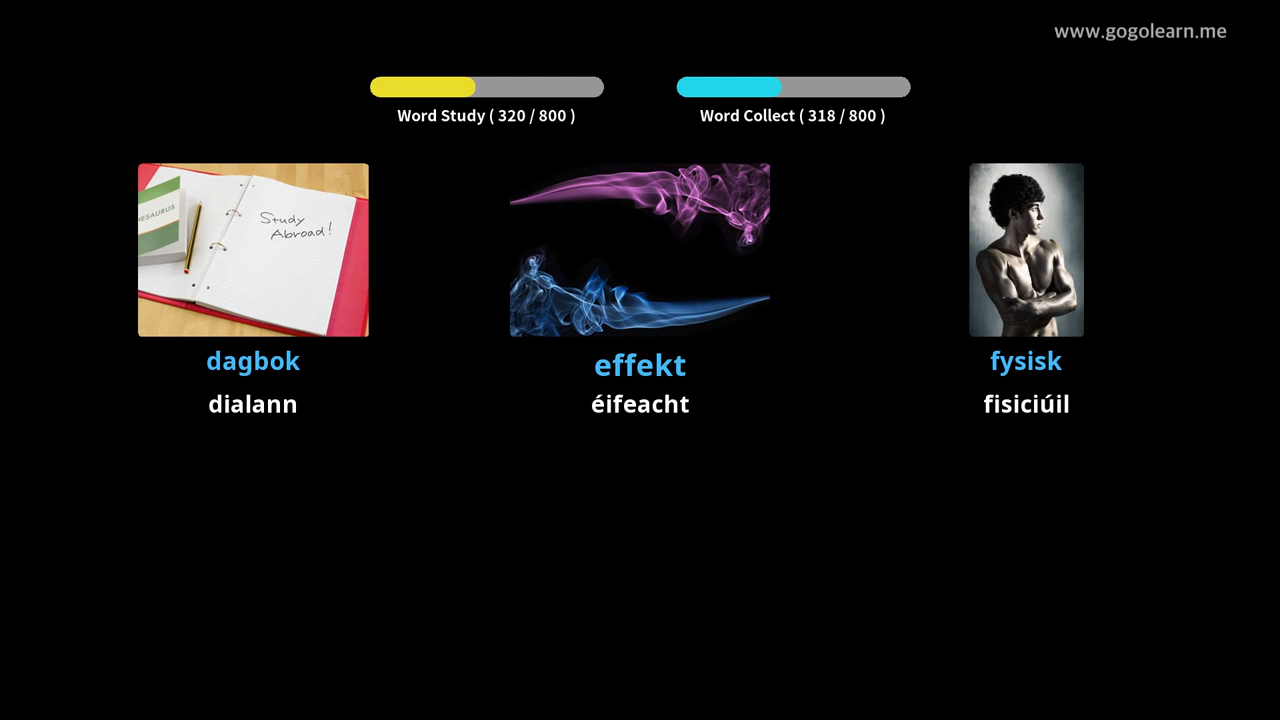 www.gogolearn.me
Word Study ( 320 / 800 )
Word Collect ( 318 / 800 )
HESAURUS
Study
Abroad!
dagbok
effekt
fysisk
dialann
éifeacht
fisiciúil